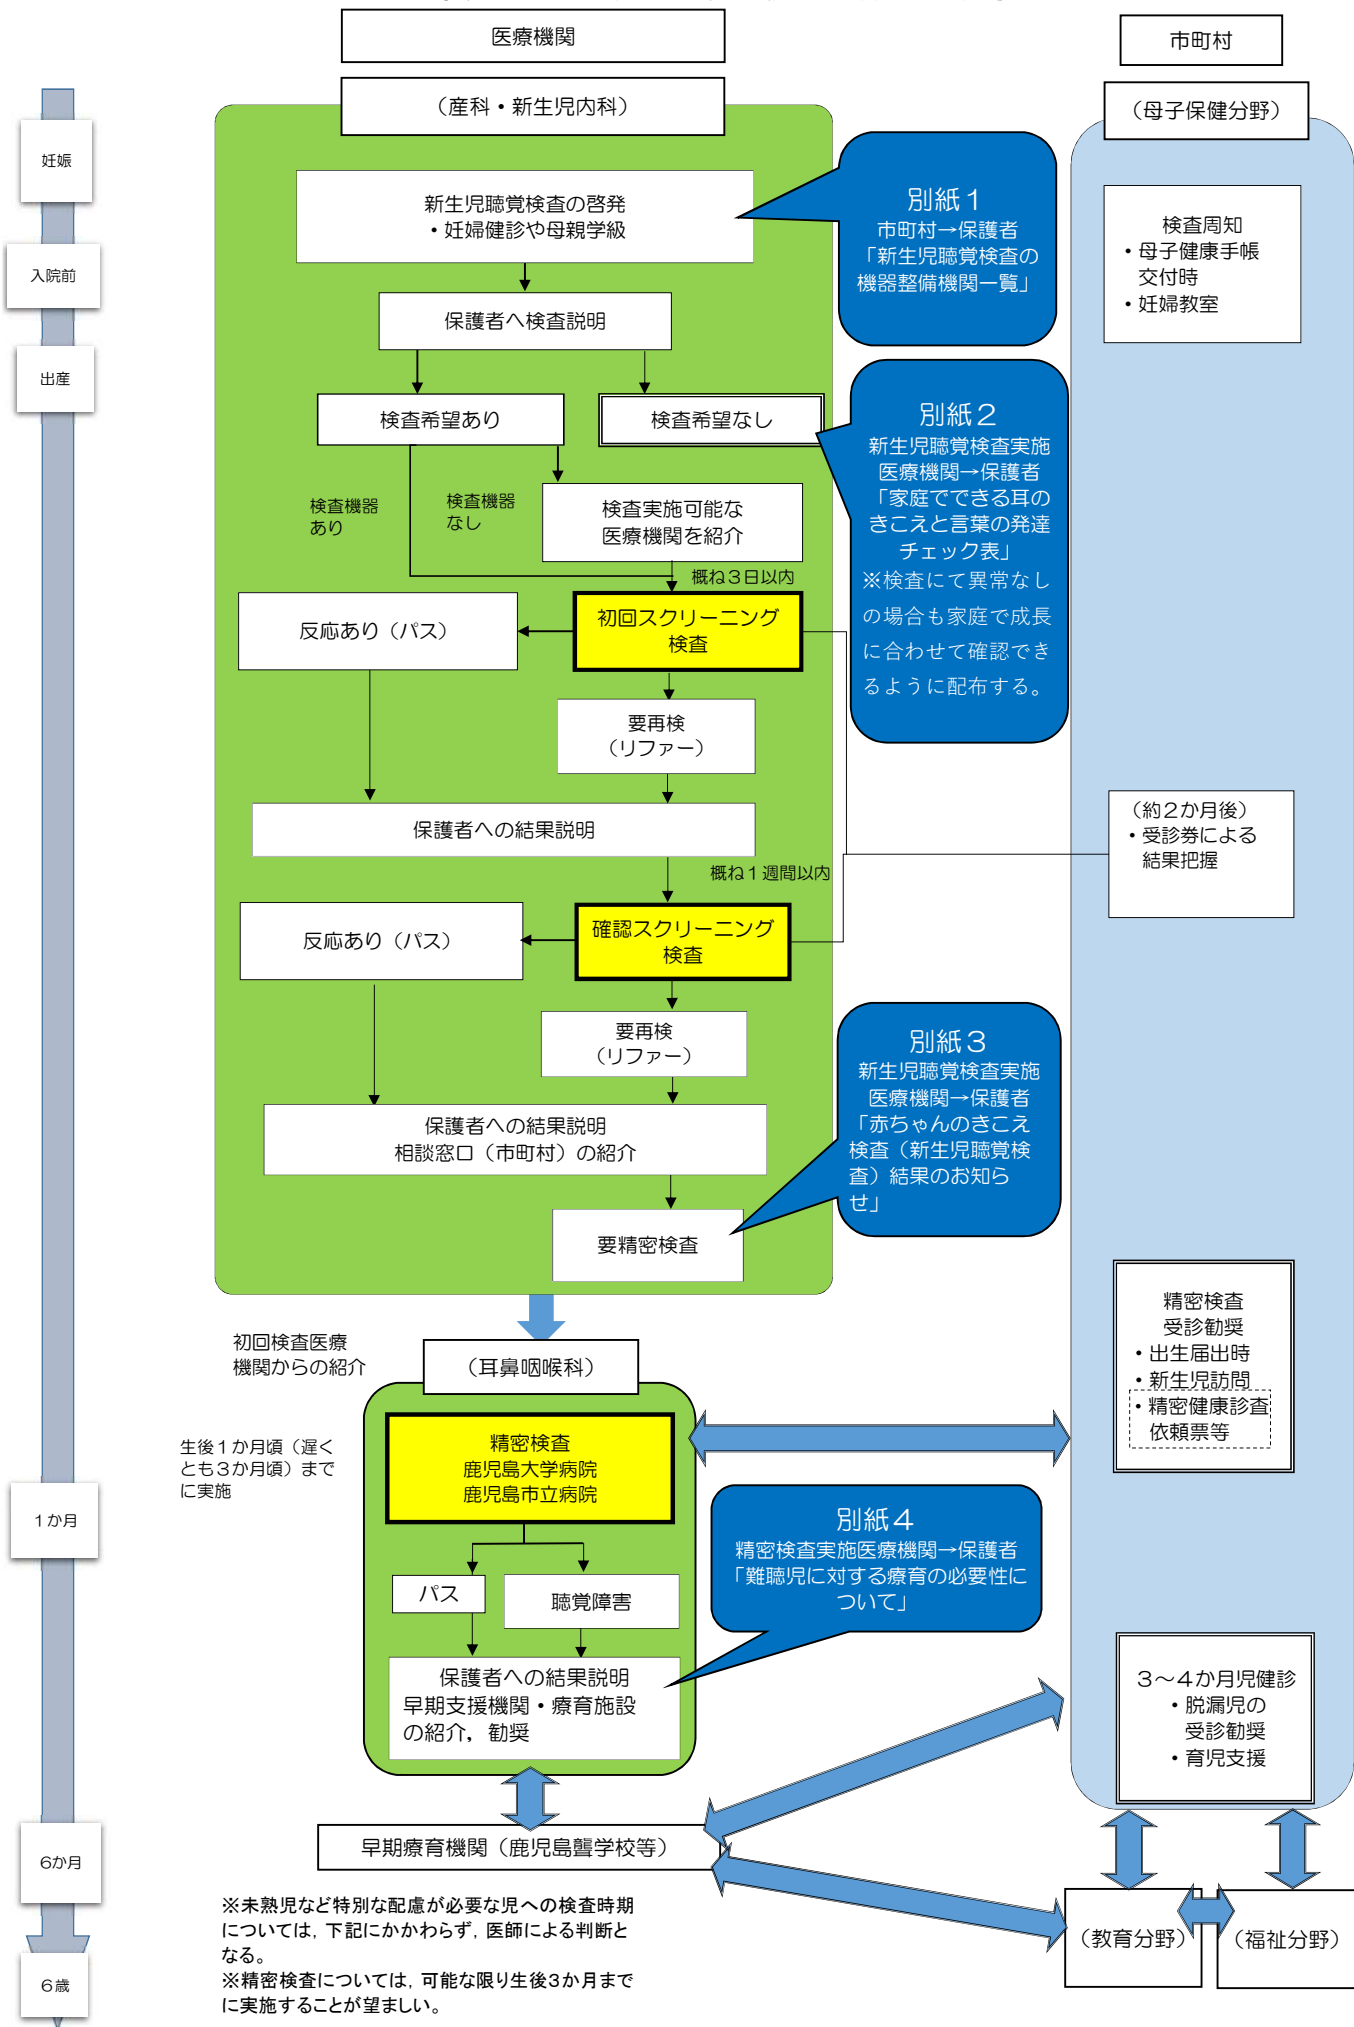 医療機関
市町村
（産科・新生児内科）
（母子保健分野）
妊娠
入院前
出産
新生児聴覚検査の啓発
・妊婦健診や母親学級
別紙１
市町村→保護者
「新生児聴覚検査の
機器整備機関一覧」
検査周知
・母子健康手帳
交付時
・妊婦教室
保護者へ検査説明
検査希望あり
検査希望なし
別紙２
新生児聴覚検査実施
医療機関→保護者
「家庭でできる耳の
きこえと言葉の発達
チェック表」
※検査にて異常なし
の場合も家庭で成長
に合わせて確認でき
るように配布する。
検査機器
あり
検査機器
なし
検査実施可能な
医療機関を紹介
概ね３日以内
初回スクリーニング
検査
反応あり（パス）
要再検
（リファー）
保護者への結果説明
（約２か月後）
・受診券による
結果把握
概ね１週間以内
確認スクリーニング
検査
反応あり（パス）
要再検
（リファー）
別紙３
新生児聴覚検査実施
医療機関→保護者
「赤ちゃんのきこえ
検査（新生児聴覚検
査）結果のお知ら
せ」
保護者への結果説明
相談窓口（市町村）の紹介
要精密検査
精密検査
受診勧奨
・出生届出時
・新生児訪問
・精密健康診査
依頼票等
初回検査医療
機関からの紹介
（耳鼻咽喉科）
精密検査
鹿児島大学病院
鹿児島市立病院
生後１か月頃（遅く
とも３か月頃）まで
に実施
１か月
別紙４
精密検査実施医療機関→保護者
「難聴児に対する療育の必要性に
ついて」
パス
聴覚障害
保護者への結果説明
早期支援機関・療育施設
の紹介，勧奨
３～４か月児健診
・脱漏児の
受診勧奨
・育児支援
早期療育機関（鹿児島聾学校等）
6か月
６歳
（教育分野）
（福祉分野）
※未熟児など特別な配慮が必要な児への検査時期
については，下記にかかわらず，医師による判断と
なる。
※精密検査については，可能な限り生後3か月まで
に実施することが望ましい。